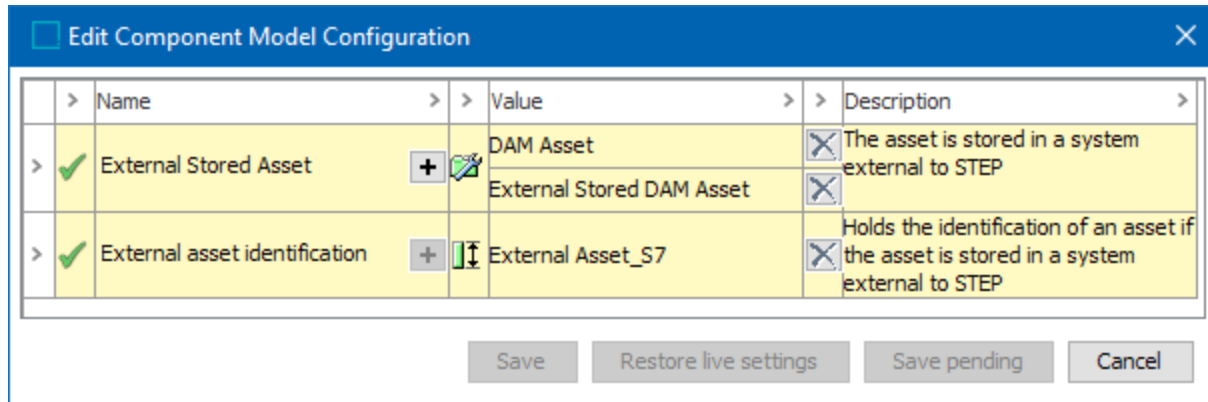 Edit Component Model Configuration
> Name > > Value > > Description >
> External Stored Asset + DAM Asset The asset is stored in a system
external to STEP
External Stored DAM Asset
> External asset identification + External Asset_S7 Holds the identification of an asset if
the asset is stored in a system
external to STEP
Save Restore live settings Save pending Cancel